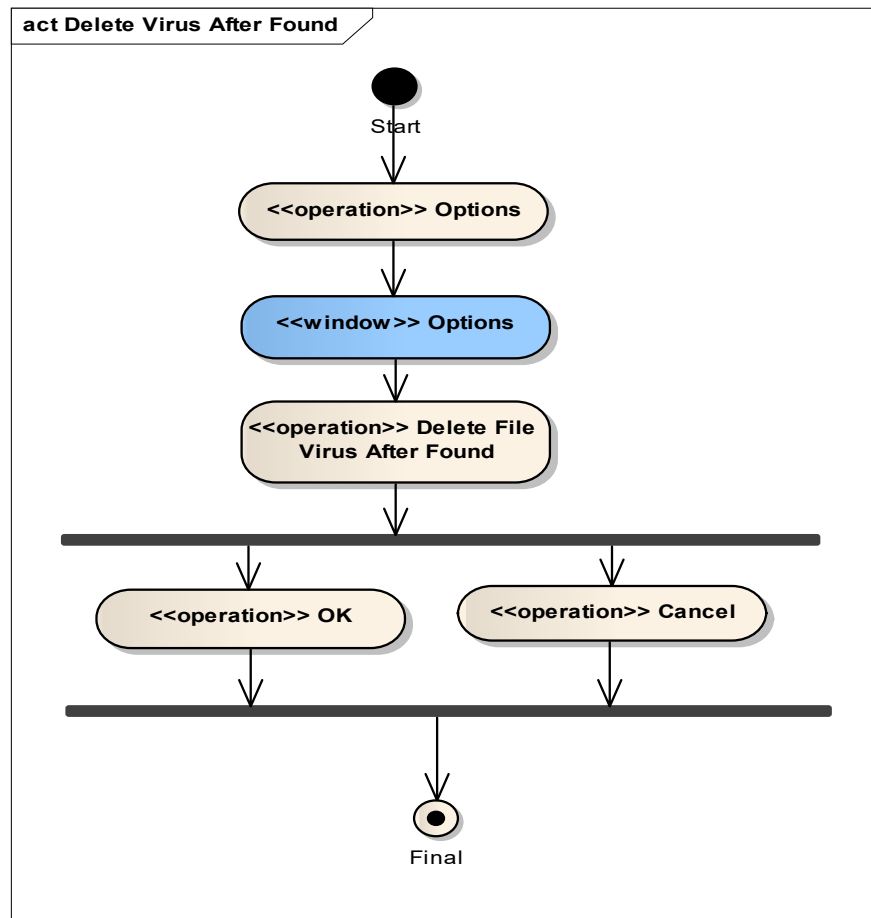 act Delete Virus After Found
Start
<<operation>> Options
<<window>> Options
<<operation>> Delete File
Virus After Found
<<operation>> OK
<<operation>> Cancel
Final